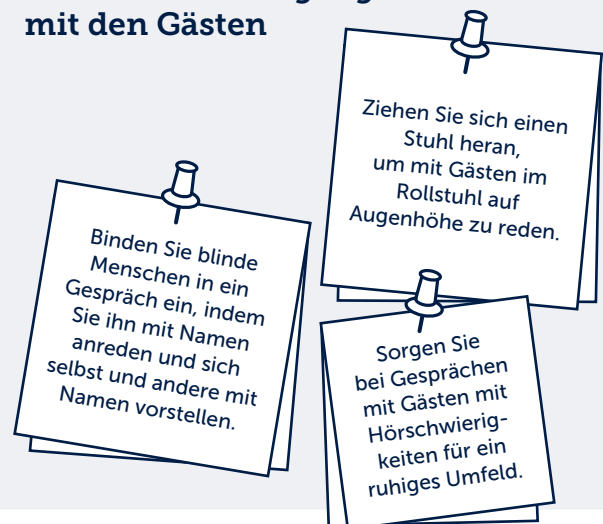 mit den Gästen
Ziehen Sie sich einen
Stuhl heran,
um mit Gästen im
Rollstuhl auf
Augenhöhe zu reden.
Binden Sie blinde
Menschen in ein
Gespräch ein, indem
Sie ihn mit Namen
anreden und sich
selbst und andere mit
Namen vorstellen.
Sorgen Sie
bei Gesprächen
mit Gästen mit
Hörschwierig-
keiten für ein
ruhiges Umfeld.